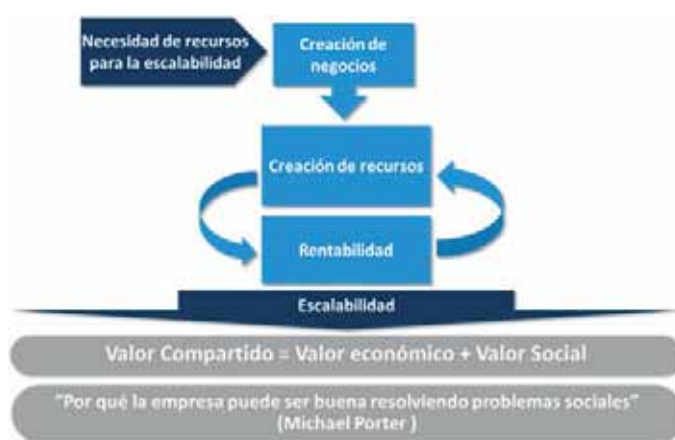 Necesidad de recursos
para la escalabilidad
Creación de
negocios
Creación de recursos
Rentabilidad
Escalabilidad
Valor Compartido = Valor económico + Valor Social
"Por qué la empresa puede ser buena resolviendo problemas sociales"
(Michael Porter )